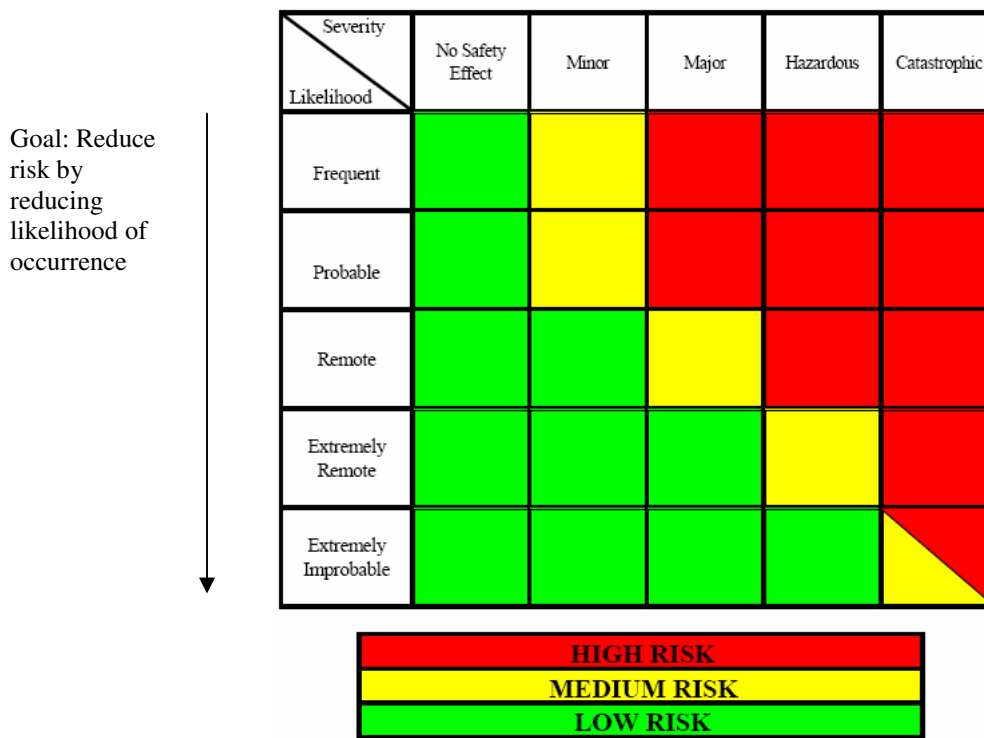 Severity
Likelihood
No Safety
Effect
Minor
Major
Hazardous
Catastrophic
Goal: Reduce
risk by
reducing
likelihood of
occurrence
Frequent
Probable
Remote
Extremely
Remote
Extremely
Improbable
HIGH RISK
MEDIUM RISK
LOW RISK